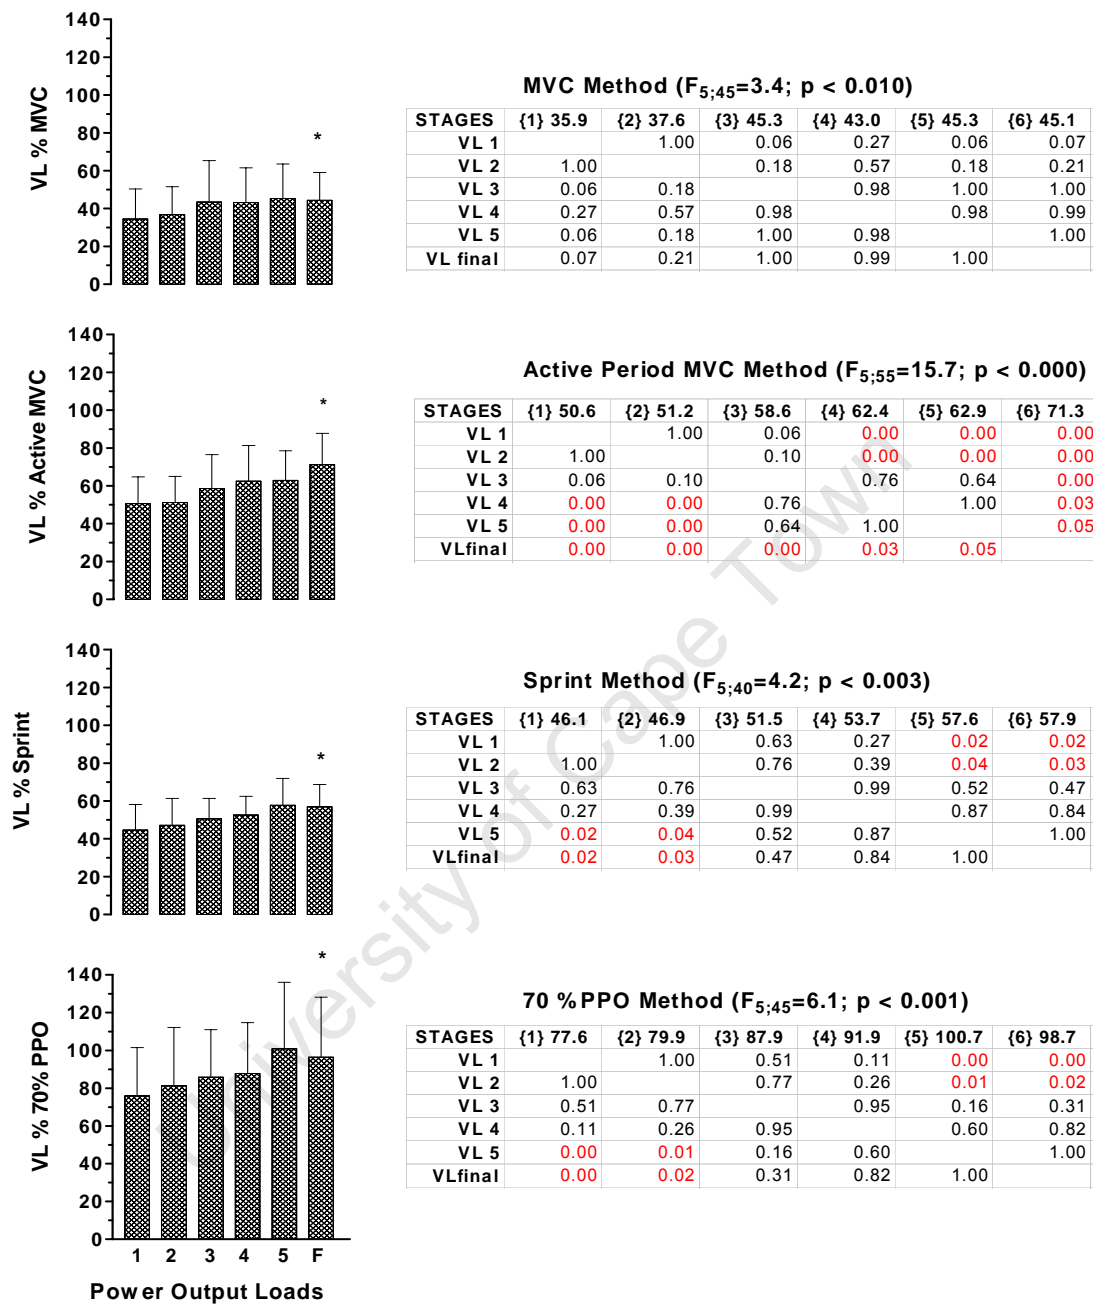 140
120
100
80
60
40
20
0
VL % MVC
*
MVC Method (F5;45=3.4; p < 0.010)
STAGES {1} 35.9 {2} 37.6 {3} 45.3 {4} 43.0 {5} 45.3 {6} 45.1
VL 1 1.00 0.06 0.27 0.06 0.07
VL 2 1.00 0.18 0.57 0.18 0.21
VL 3 0.06 0.18 0.98 1.00 1.00
VL 4 0.27 0.57 0.98 0.98 0.99
VL 5 0.06 0.18 1.00 0.98 1.00
VL final 0.07 0.21 1.00 0.99 1.00
140
120
100
80
60
40
20
0
VL % Active MVC
*
Active Period MVC Method (F5;55=15.7; p < 0.000)
STAGES {1} 50.6 {2} 51.2 {3} 58.6 {4} 62.4 {5} 62.9 {6} 71.3
VL 1 1.00 0.06 0.00 0.00 0.00
VL 2 1.00 0.10 0.00 0.00 0.00
VL 3 0.06 0.10 0.76 0.64 0.00
VL 4 0.00 0.00 0.76 1.00 0.03
VL 5 0.00 0.00 0.64 1.00 0.05
VLfinal 0.00 0.00 0.00 0.03 0.05
140
120
100
80
60
40
20
0
VL % Sprint
*
Sprint Method (F5;40=4.2; p < 0.003)
STAGES {1} 46.1 {2} 46.9 {3} 51.5 {4} 53.7 {5} 57.6 {6} 57.9
VL 1 1.00 0.63 0.27 0.02 0.02
VL 2 1.00 0.76 0.39 0.04 0.03
VL 3 0.63 0.76 0.99 0.52 0.47
VL 4 0.27 0.39 0.99 0.87 0.84
VL 5 0.02 0.04 0.52 0.87 1.00
VLfinal 0.02 0.03 0.47 0.84 1.00
140
120
100
80
60
40
20
0
VL % 70% PPO
*
70 %PPO Method (F5;45=6.1; p < 0.001)
STAGES {1} 77.6 {2} 79.9 {3} 87.9 {4} 91.9 {5} 100.7 {6} 98.7
VL 1 1.00 0.51 0.11 0.00 0.00
VL 2 1.00 0.77 0.26 0.01 0.02
VL 3 0.51 0.77 0.95 0.16 0.31
VL 4 0.11 0.26 0.95 0.60 0.82
VL 5 0.00 0.01 0.16 0.60 1.00
VLfinal 0.00 0.02 0.31 0.82 1.00
1 2 3 4 5 F
Power Output Loads
University of Cape Town